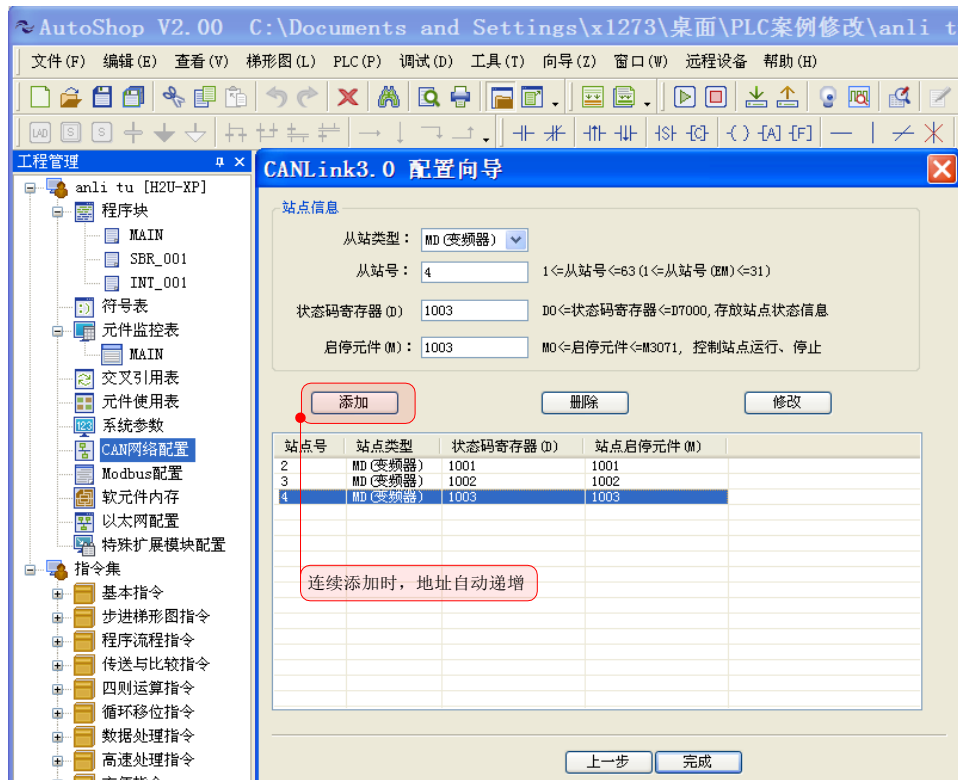 AutoShop V2.00 C:\Documents and Settings\x1273\桌面\PLC案例修改\anli t
文件(F) 编辑(E) 查看(V) 梯形图(L) PLC(P) 调试(D) 工具(T) 向导(Z) 窗口(W) 远程设备 帮助(H)
LAD S S
工程管理
anli tu [H2U-XP]
程序块
MAIN
SBR_001
INT_001
符号表
元件监控表
MAIN
交叉引用表
元件使用表
系统参数
CAN网络配置
Modbus配置
软元件内存
以太网配置
特殊扩展模块配置
指令集
基本指令
步进梯形图指令
程序流程指令
传送与比较指令
四则运算指令
循环移位指令
数据处理指令
高速处理指令
CANLink3.0 配置向导
站点信息
从站类型： MD(变频器)
从站号： 4 1<=从站号<=63(1<=从站号(EM)<=31)
状态码寄存器(D) 1003 D0<=状态码寄存器<=D7000,存放站点状态信息
启停元件(M)： 1003 M0<=启停元件<=M3071, 控制站点运行、停止
添加 删除 修改
站点号 站点类型 状态码寄存器(D) 站点启停元件(M)
2 MD(变频器) 1001 1001
3 MD(变频器) 1002 1002
4 MD(变频器) 1003 1003
连续添加时，地址自动递增
上一步 完成